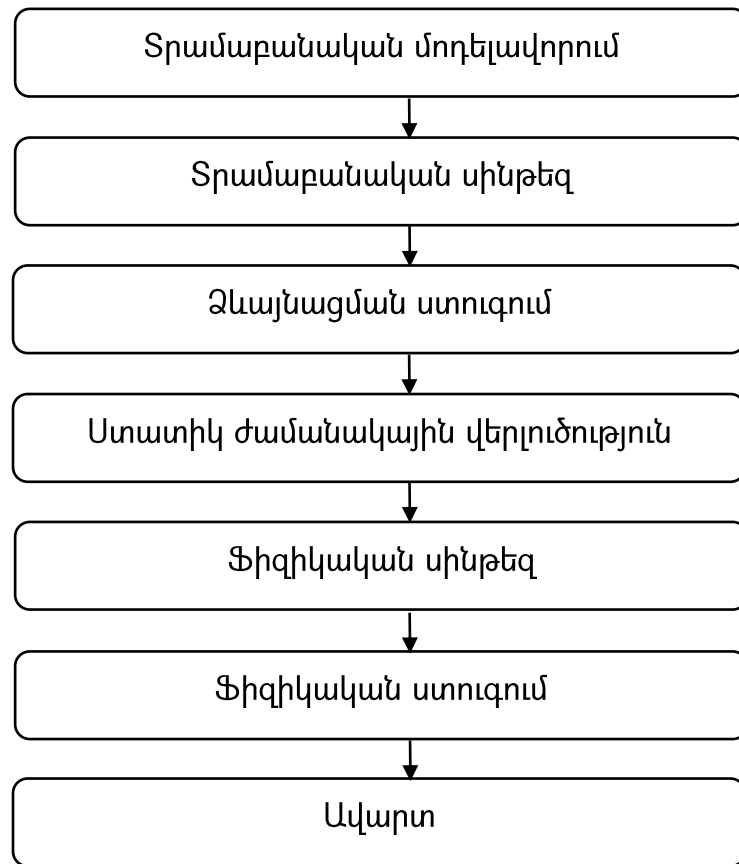 Տրամաբանական մոդելավորում
Տրամաբանական սինթեզ
Ձևայնացման ստուգում
Ստատիկ ժամանակային վերլուծություն
Ֆիզիկական սինթեզ
Ֆիզիկական ստուգում
Ավարտ